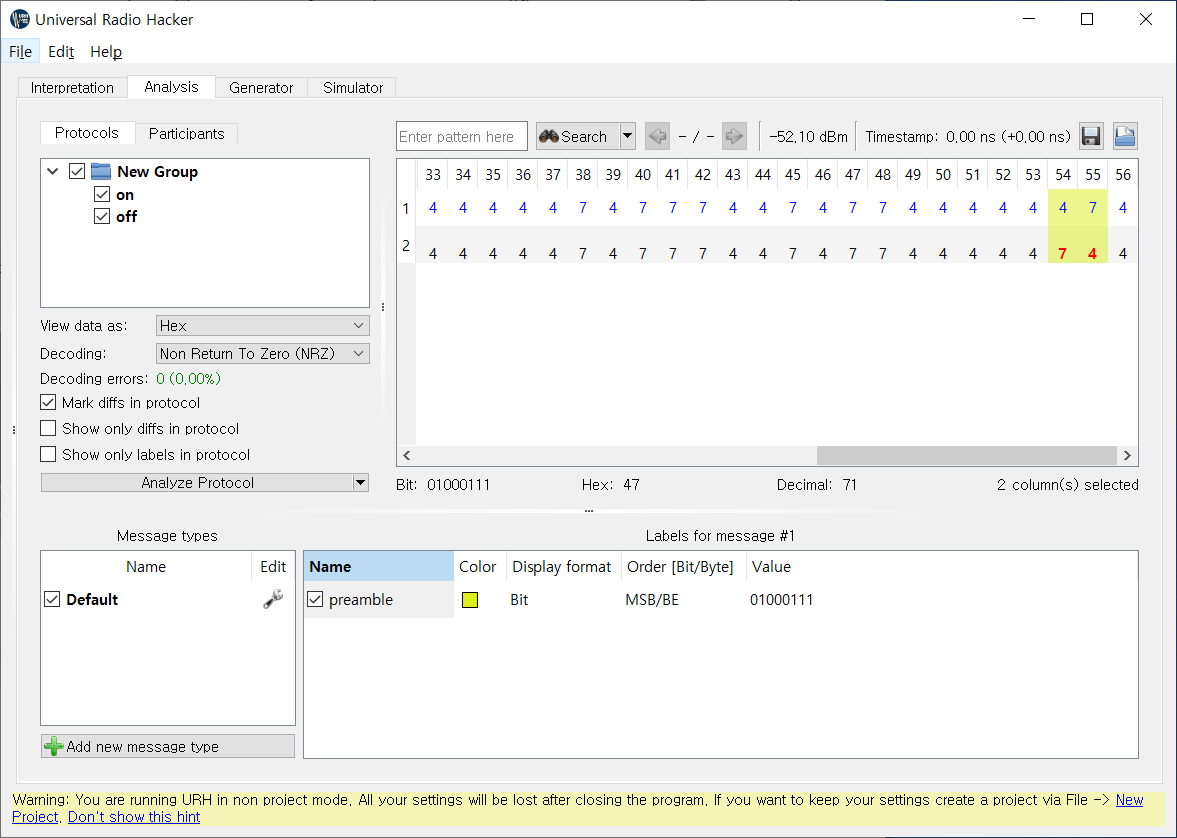 Universal Radio Hacker
File Edit Help
Interpretation Analysis Generator Simulator
Protocols Participants
Enter pattern here Search - / - -52,10 dBm Timestamp: 0,00 ns (+0,00 ns)
New Group
on
off
33 34 35 36 37 38 39 40 41 42 43 44 45 46 47 48 49 50 51 52 53 54 55 56
1 4 4 4 4 4 7 4 7 7 7 4 4 7 4 7 7 4 4 4 4 4 4 7 4
2 4 4 4 4 4 7 4 7 7 7 4 4 7 4 7 7 4 4 4 4 4 7 4 4
View data as: Hex
Decoding: Non Return To Zero (NRZ)
Decoding errors: 0 (0,00%)
Mark diffs in protocol
Show only diffs in protocol
Show only labels in protocol
Analyze Protocol
Bit: 01000111 Hex: 47 Decimal: 71 2 column(s) selected
Message types
Name Edit
Default
Add new message type
Labels for message #1
Name Color Display format Order [Bit/Byte] Value
preamble Bit MSB/BE 01000111
Warning: You are running URH in non project mode. All your settings will be lost after closing the program. If you want to keep your settings create a project via File -> New
Project. Don't show this hint